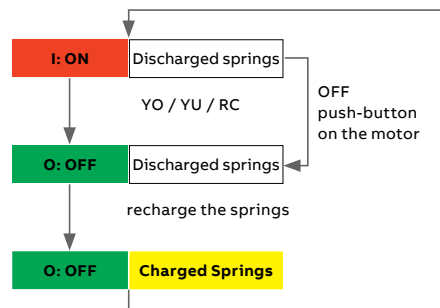 I: ON
Discharged springs
YO / YU / RC
OFF
push-button
on the motor
O: OFF
Discharged springs
recharge the springs
O: OFF
Charged Springs